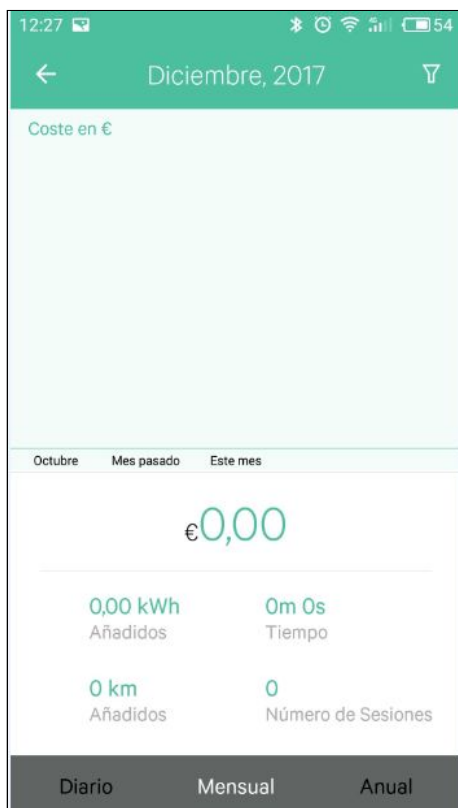 12:27 54
Diciembre, 2017
Coste en €
Octubre Mes pasado Este mes
€0,00
0,00 kWh 0m 0s
Añadidos Tiempo
0 km 0
Añadidos Número de Sesiones
Diario Mensual Anual